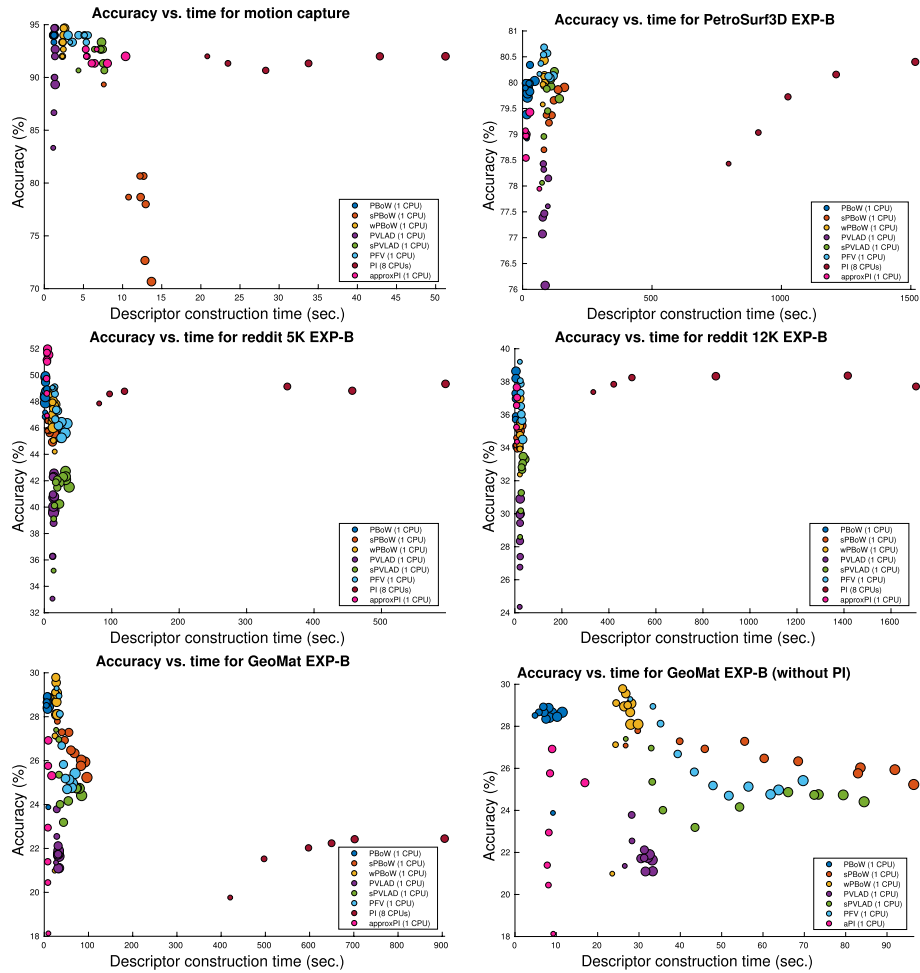 Accuracy vs. time for motion capture
95
90
85
80
75
70
Accuracy (%)
0 5 10 15 20 25 30 35 40 45 50
Descriptor construction time (sec.)
PBoW (1 CPU)
sPBoW (1 CPU)
wPBoW (1 CPU)
PVLAD (1 CPU)
sPVLAD (1 CPU)
PFV (1 CPU)
PI (8 CPUs)
approxPI (1 CPU)
Accuracy vs. time for PetroSurf3D EXP-B
81
80.5
80
79.5
79
78.5
78
77.5
77
76.5
76
Accuracy (%)
0 500 1000 1500
Descriptor construction time (sec.)
PBoW (1 CPU)
sPBoW (1 CPU)
wPBoW (1 CPU)
PVLAD (1 CPU)
sPVLAD (1 CPU)
PFV (1 CPU)
PI (8 CPUs)
approxPI (1 CPU)
Accuracy vs. time for reddit 5K EXP-B
52
50
48
46
44
42
40
38
36
34
32
Accuracy (%)
0 100 200 300 400 500
Descriptor construction time (sec.)
PBoW (1 CPU)
sPBoW (1 CPU)
wPBoW (1 CPU)
PVLAD (1 CPU)
sPVLAD (1 CPU)
PFV (1 CPU)
PI (8 CPUs)
approxPI (1 CPU)
Accuracy vs. time for reddit 12K EXP-B
40
38
36
34
32
30
28
26
24
Accuracy (%)
0 200 400 600 800 1000 1200 1400 1600
Descriptor construction time (sec.)
PBoW (1 CPU)
sPBoW (1 CPU)
wPBoW (1 CPU)
PVLAD (1 CPU)
sPVLAD (1 CPU)
PFV (1 CPU)
PI (8 CPUs)
approxPI (1 CPU)
Accuracy vs. time for GeoMat EXP-B
30
28
26
24
22
20
18
Accuracy (%)
0 100 200 300 400 500 600 700 800 900
Descriptor construction time (sec.)
PBoW (1 CPU)
sPBoW (1 CPU)
wPBoW (1 CPU)
PVLAD (1 CPU)
sPVLAD (1 CPU)
PFV (1 CPU)
PI (8 CPUs)
approxPI (1 CPU)
Accuracy vs. time for GeoMat EXP-B (without PI)
30
28
26
24
22
20
18
Accuracy (%)
0 10 20 30 40 50 60 70 80 90
Descriptor construction time (sec.)
PBoW (1 CPU)
sPBoW (1 CPU)
wPBoW (1 CPU)
PVLAD (1 CPU)
sPVLAD (1 CPU)
PFV (1 CPU)
aPI (1 CPU)